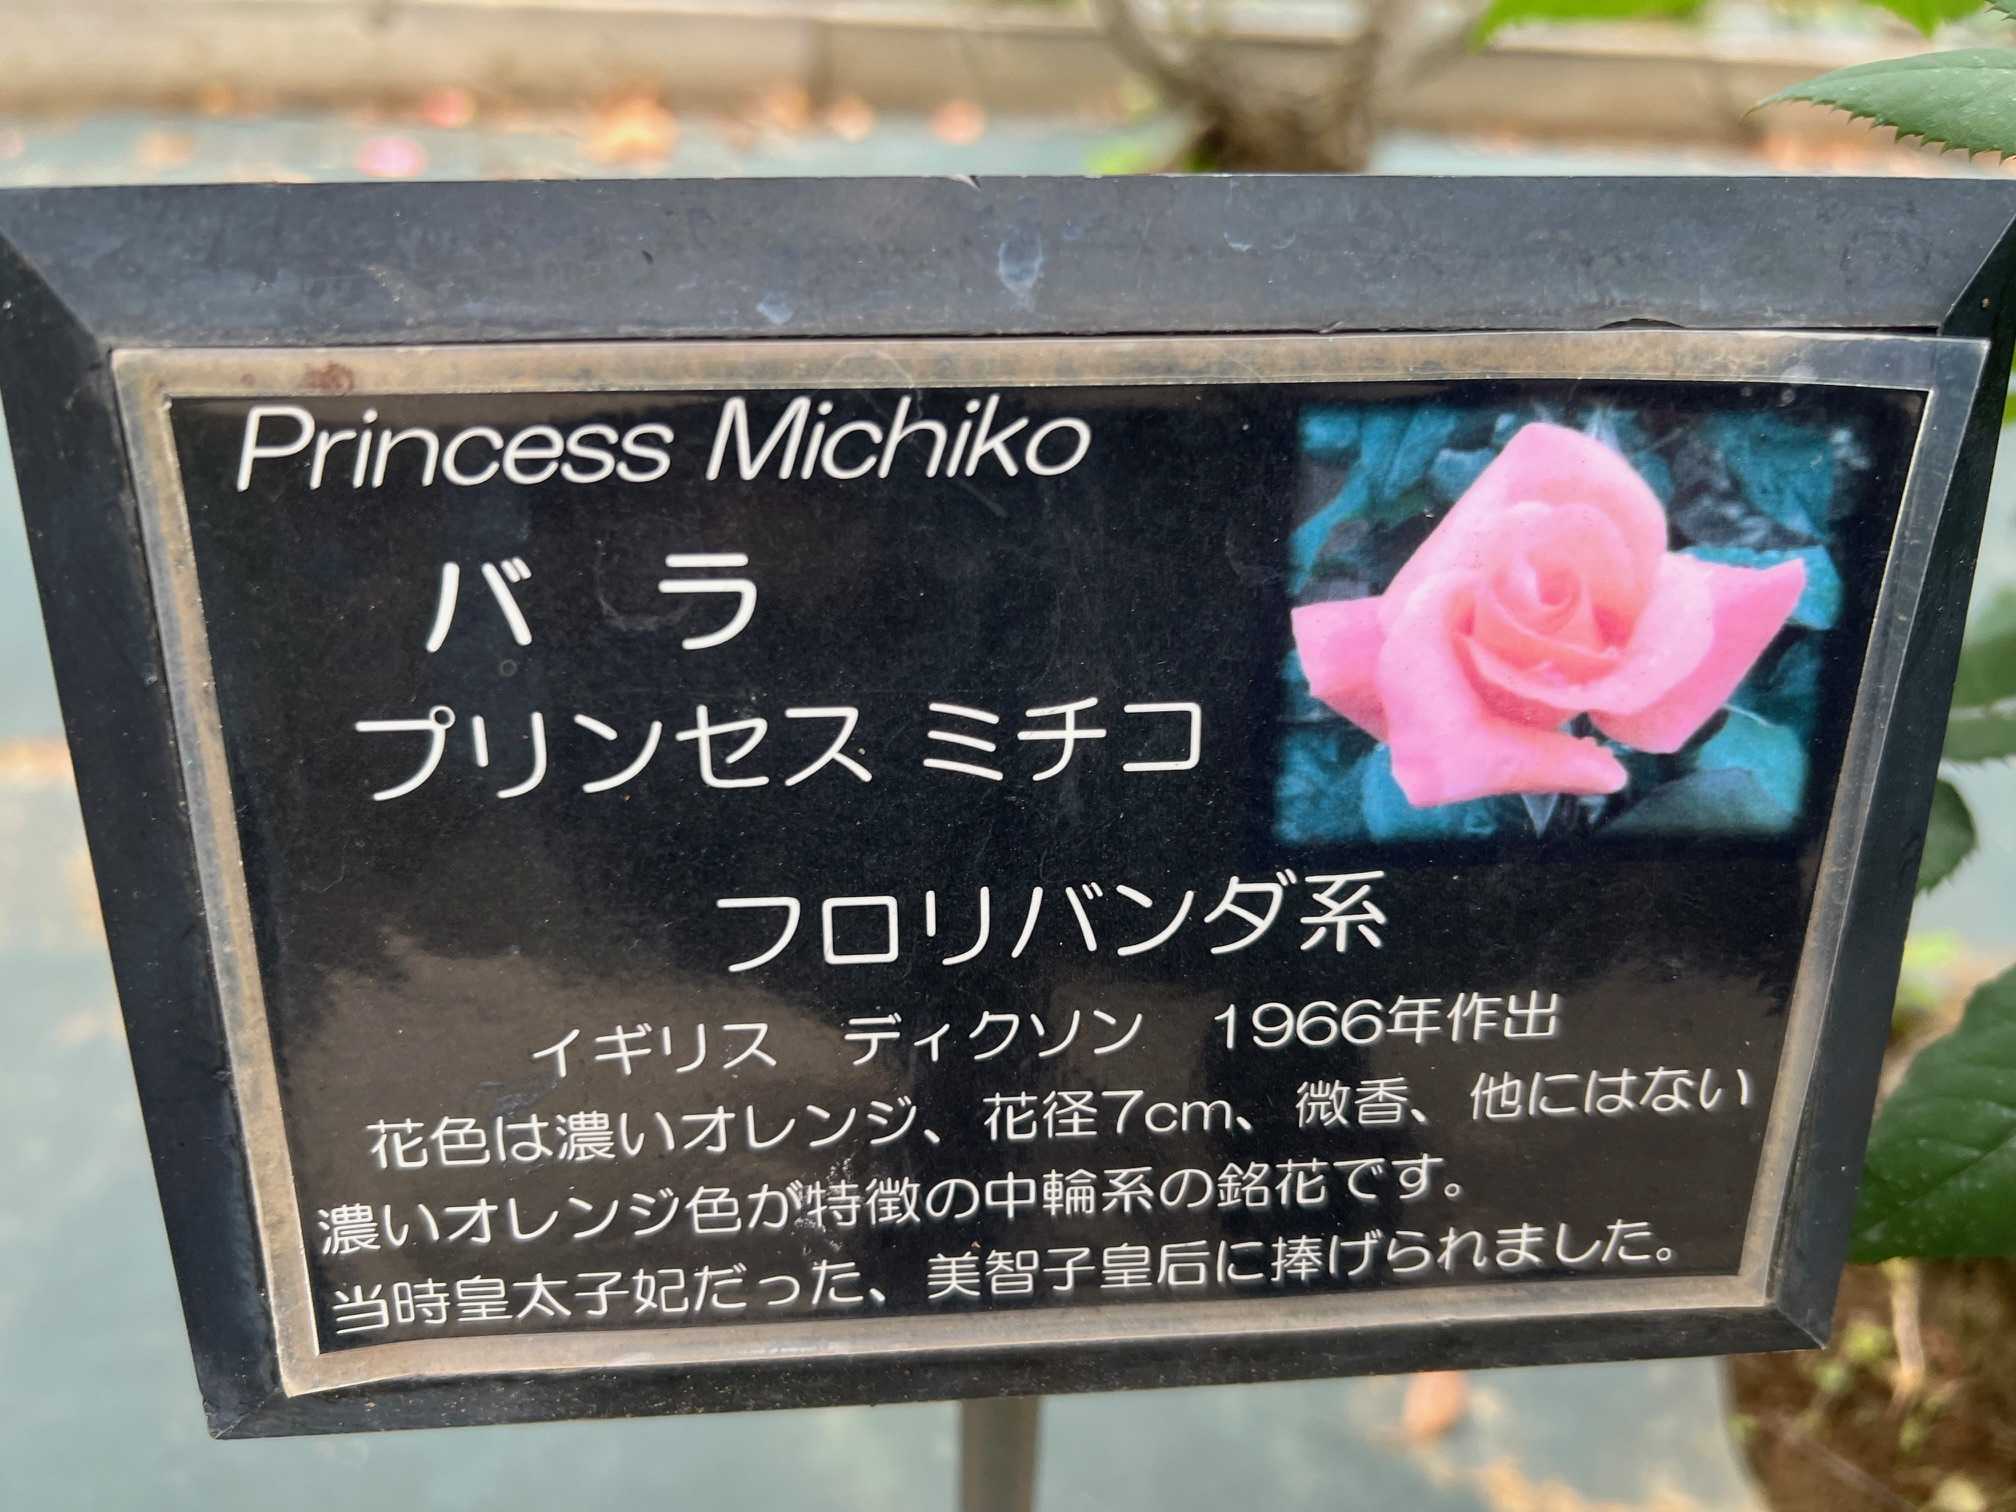 Princess Michiko
バラ
プリンセス ミチコ
フロリバンダ系
イギリス　ディクソン　1966年作出
花色は濃いオレンジ、花径7cm、微香、他にはない
濃いオレンジ色が特徴の中輪系の銘花です。
当時皇太子妃だった、美智子皇后に捧げられました。